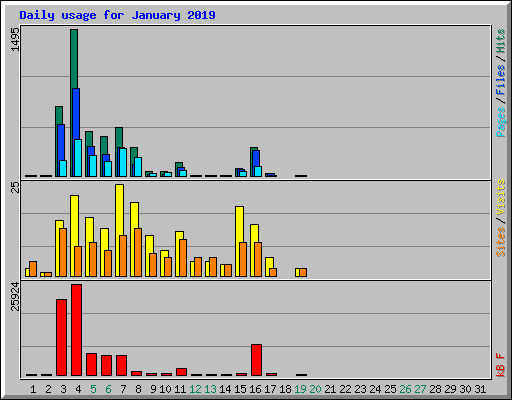 Daily usage for January 2019
1495
Pages/Files/Hits
25
Sites/Visits
25924
kB F
1 2 3 4 5 6 7 8 9 10 11 12 13 14 15 16 17 18 19 20 21 22 23 24 25 26 27 28 29 30 31